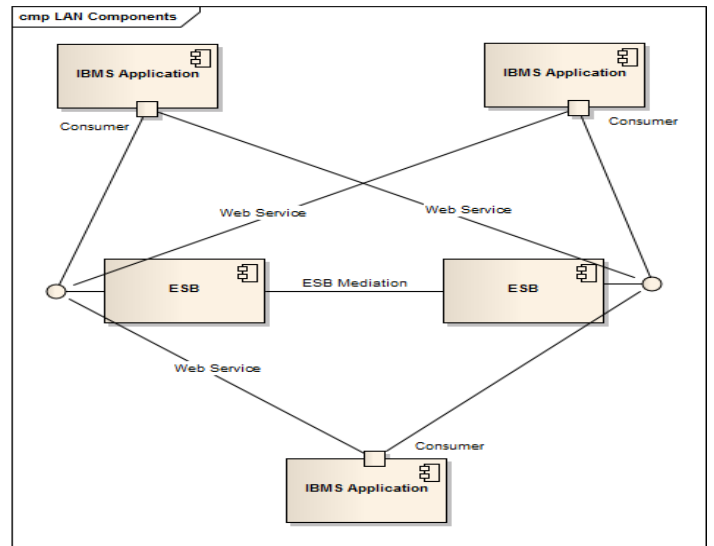 cmp LAN Components
IBMS Application
IBMS Application
Consumer
Consumer
Web Service
Web Service
ESB
ESB Mediation
ESB
Web Service
Consumer
IBMS Application